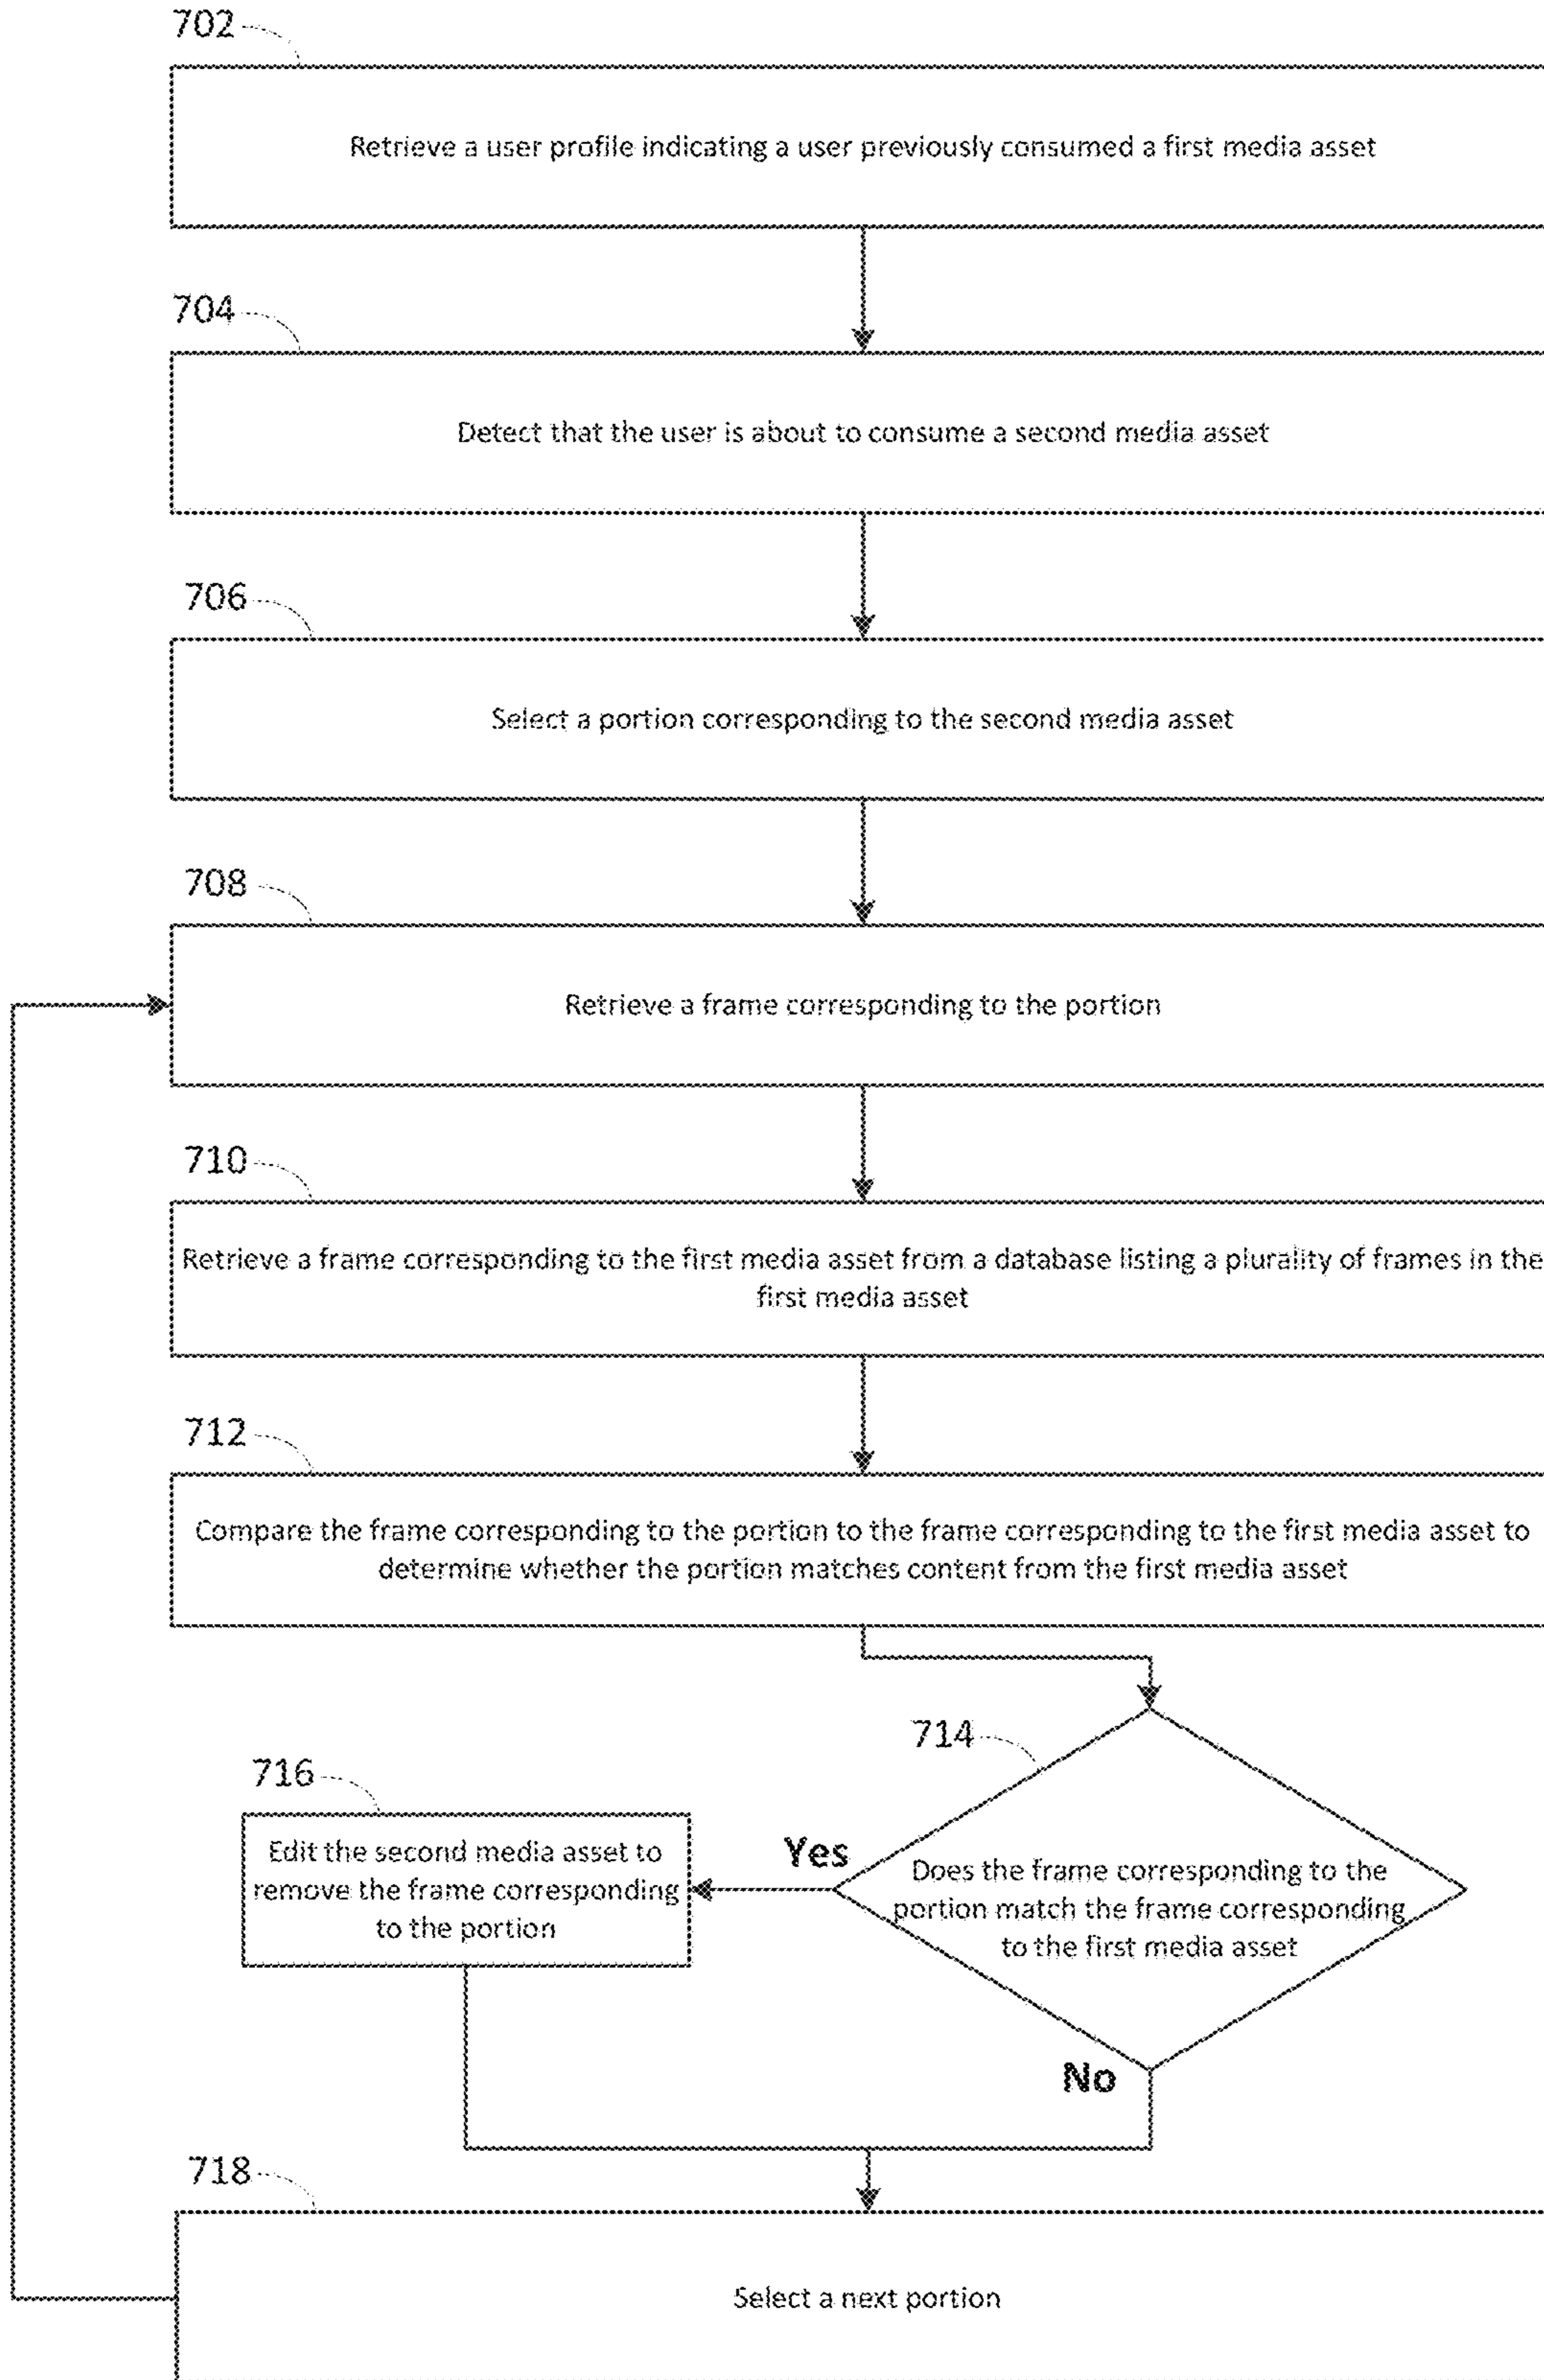 702
Retrieve a user profile indicating a user previously consumed a first media asset
704
Detect that the user is about to consume a second media asset
706
Select a portion corresponding to the second media asset
708
Retrieve a frame corresponding to the portion
710
Retrieve a frame corresponding to the first media asset from a database listing a plurality of frames in the
first media asset
712
Compare the frame corresponding to the portion to the frame corresponding to the first media asset to
determine whether the portion matches content from the first media asset
714
Does the frame corresponding to the
portion match the frame corresponding
to the first media asset
Yes
716
Edit the second media asset to
remove the frame corresponding
to the portion
No
718
Select a next portion